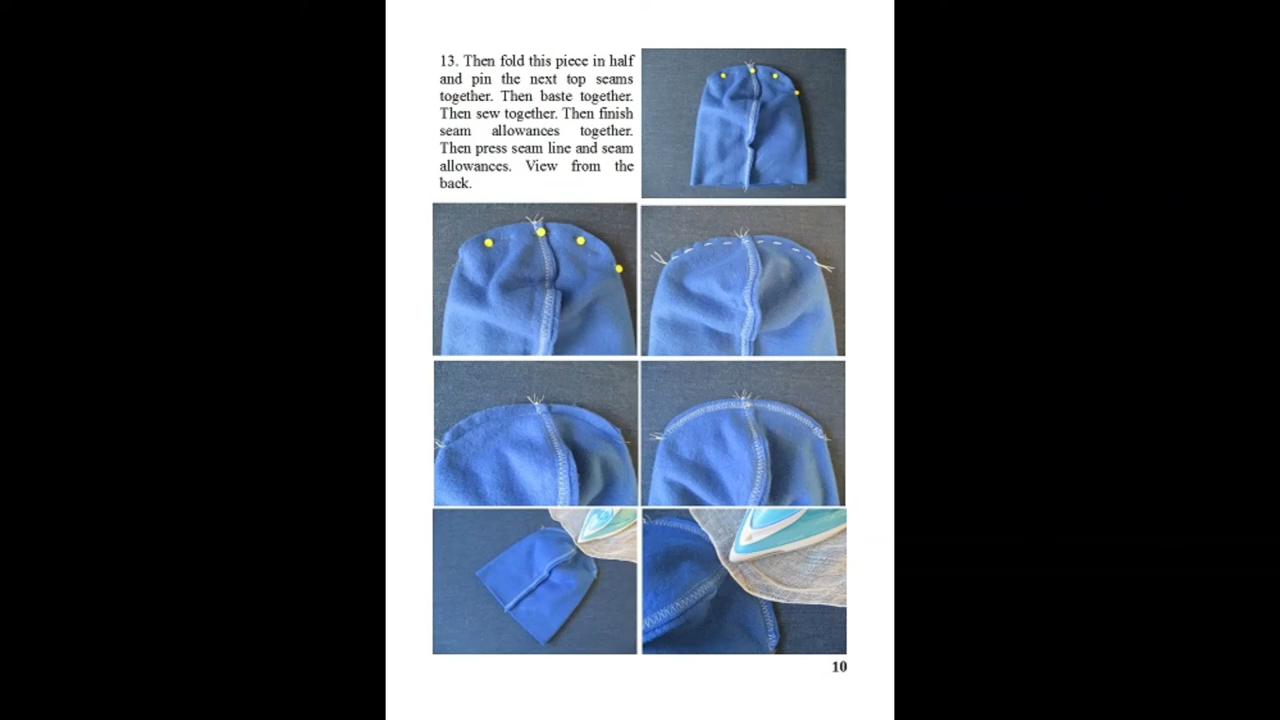 13. Then fold this piece in half
and pin the next top seams
together. Then baste together.
Then sew together. Then finish
seam allowances together.
Then press seam line and seam
allowances. View from the
back.
10